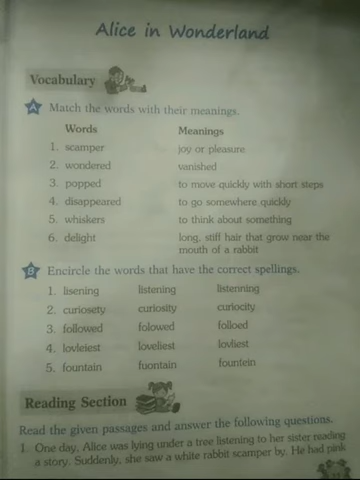 Alice in Wonderland
Vocabulary
A Match the words with their meanings.
Words Meanings
1. scamper joy or pleasure
2. wondered vanished
3. popped to move quickly with short steps
4. disappeared to go somewhere quickly
5. whiskers to think about something
6. delight long, stiff hair that grow near the
mouth of a rabbit
B Encircle the words that have the correct spellings.
1. lisening listening listenning
2. curiosety curiosity curiocity
3. followed folowed folloed
4. lovleiest loveliest lovliest
5. fountain fuontain fountein
Reading Section
Read the given passages and answer the following questions.
1. One day, Alice was lying under a tree listening to her sister reading
a story. Suddenly, she saw a white rabbit scamper by. He had pink